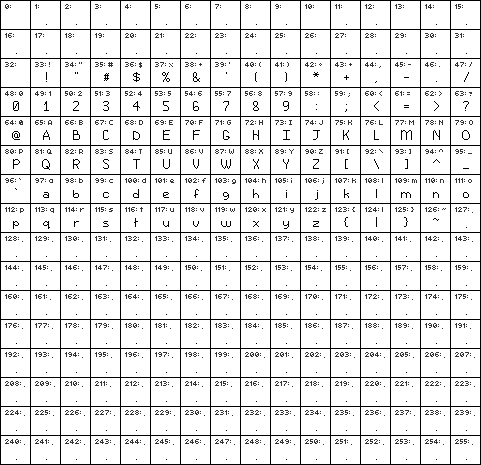 0: 1: 2: 3: 4: 5: 6: 7: 8: 9: 10: 11: 12: 13: 14: 15:
. . . . . . . . . . . . . . . .
16: 17: 18: 19: 20: 21: 22: 23: 24: 25: 26: 27: 28: 29: 30: 31:
. . . . . . . . . . . . . . . .
32: 33:! 34:" 35:# 36:$ 37:% 38:& 39:' 40:( 41:) 42:* 43:+ 44:, 45:- 46:. 47:/
! " # $ % & ' ( ) * + , - . /
48:0 49:1 50:2 51:3 52:4 53:5 54:6 55:7 56:8 57:9 58:: 59:; 60:< 61:= 62:> 63:?
0 1 2 3 4 5 6 7 8 9 : ; < = > ?
64:@ 65:A 66:B 67:C 68:D 69:E 70:F 71:G 72:H 73:I 74:J 75:K 76:L 77:M 78:N 79:O
@ A B C D E F G H I J K L M N O
80:P 81:Q 82:R 83:S 84:T 85:U 86:V 87:W 88:X 89:Y 90:Z 91:[ 92:\ 93:] 94:^ 95:_
P Q R S T U V W X Y Z [ \ ] ^ _
96:` 97:a 98:b 99:c 100:d 101:e 102:f 103:g 104:h 105:i 106:j 107:k 108:l 109:m 110:n 111:o
` a b c d e f g h i j k l m n o
112:p 113:q 114:r 115:s 116:t 117:u 118:v 119:w 120:x 121:y 122:z 123:{ 124:| 125:} 126:~ 127:.
p q r s t u v w x y z { | } ~ .
128:. 129:. 130:. 131:. 132:. 133:. 134:. 135:. 136:. 137:. 138:. 139:. 140:. 141:. 142:. 143:.
. . . . . . . . . . . . . . . .
144:. 145:. 146:. 147:. 148:. 149:. 150:. 151:. 152:. 153:. 154:. 155:. 156:. 157:. 158:. 159:.
. . . . . . . . . . . . . . . .
160:. 161:. 162:. 163:. 164:. 165:. 166:. 167:. 168:. 169:. 170:. 171:. 172:. 173:. 174:. 175:.
. . . . . . . . . . . . . . . .
176:. 177:. 178:. 179:. 180:. 181:. 182:. 183:. 184:. 185:. 186:. 187:. 188:. 189:. 190:. 191:.
. . . . . . . . . . . . . . . .
192:. 193:. 194:. 195:. 196:. 197:. 198:. 199:. 200:. 201:. 202:. 203:. 204:. 205:. 206:. 207:.
. . . . . . . . . . . . . . . .
208:. 209:. 210:. 211:. 212:. 213:. 214:. 215:. 216:. 217:. 218:. 219:. 220:. 221:. 222:. 223:.
. . . . . . . . . . . . . . . .
224:. 225:. 226:. 227:. 228:. 229:. 230:. 231:. 232:. 233:. 234:. 235:. 236:. 237:. 238:. 239:.
. . . . . . . . . . . . . . . .
240:. 241:. 242:. 243:. 244:. 245:. 246:. 247:. 248:. 249:. 250:. 251:. 252:. 253:. 254:. 255:.
. . . . . . . . . . . . . . . .